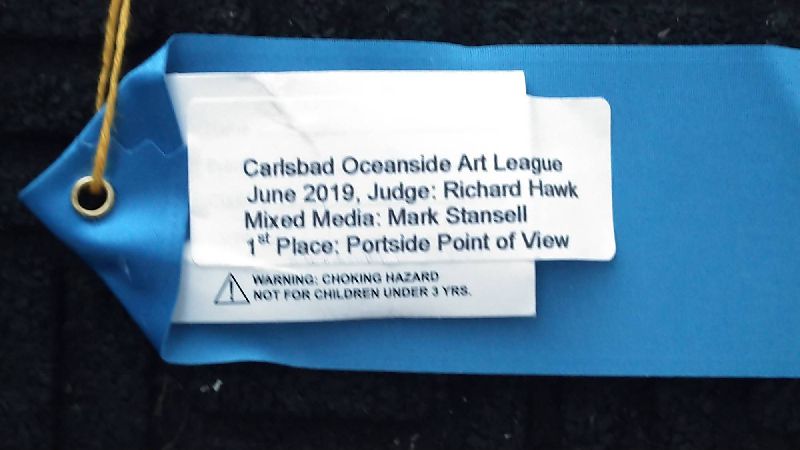 Carlsbad Oceanside Art League
June 2019, Judge: Richard Hawk
Mixed Media: Mark Stansell
1st Place: Portside Point of View
WARNING: CHOKING HAZARD
NOT FOR CHILDREN UNDER 3 YRS.